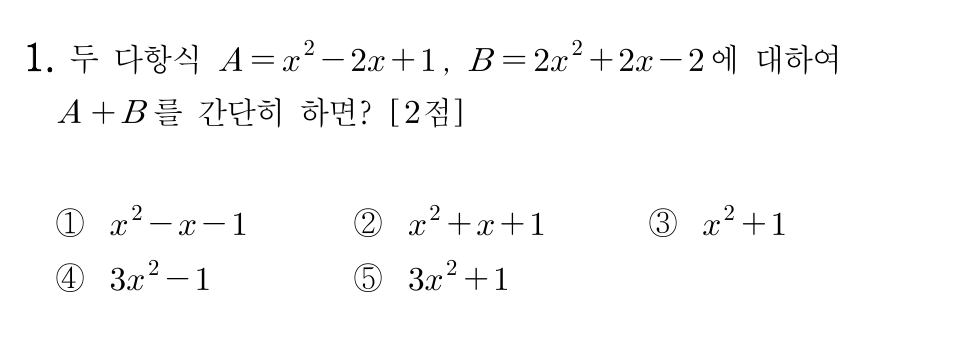 1. 두 다항식 A=x²-2x+1, B=2x²+2x-2에 대하여
A+B를 간단히 하면? [2점]
① x²-x-1 ② x²+x+1 ③ x²+1
④ 3x²-1 ⑤ 3x²+1